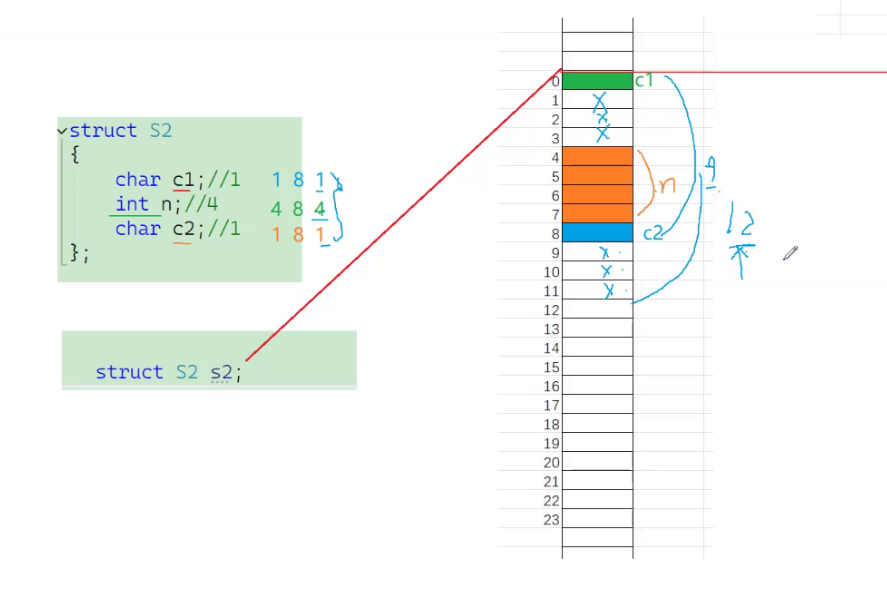 struct S2
{
char c1;//1 1 8 1
int n;//4 4 8 4
char c2;//1 1 8 1
};
struct S2 s2;
0 c1
1 x
2 x
3 x
4
5
6 n
7
8 c2
9 x
10 x
11 x
12
13
14
15
16
17
18
19
20
21
22
23
9
12